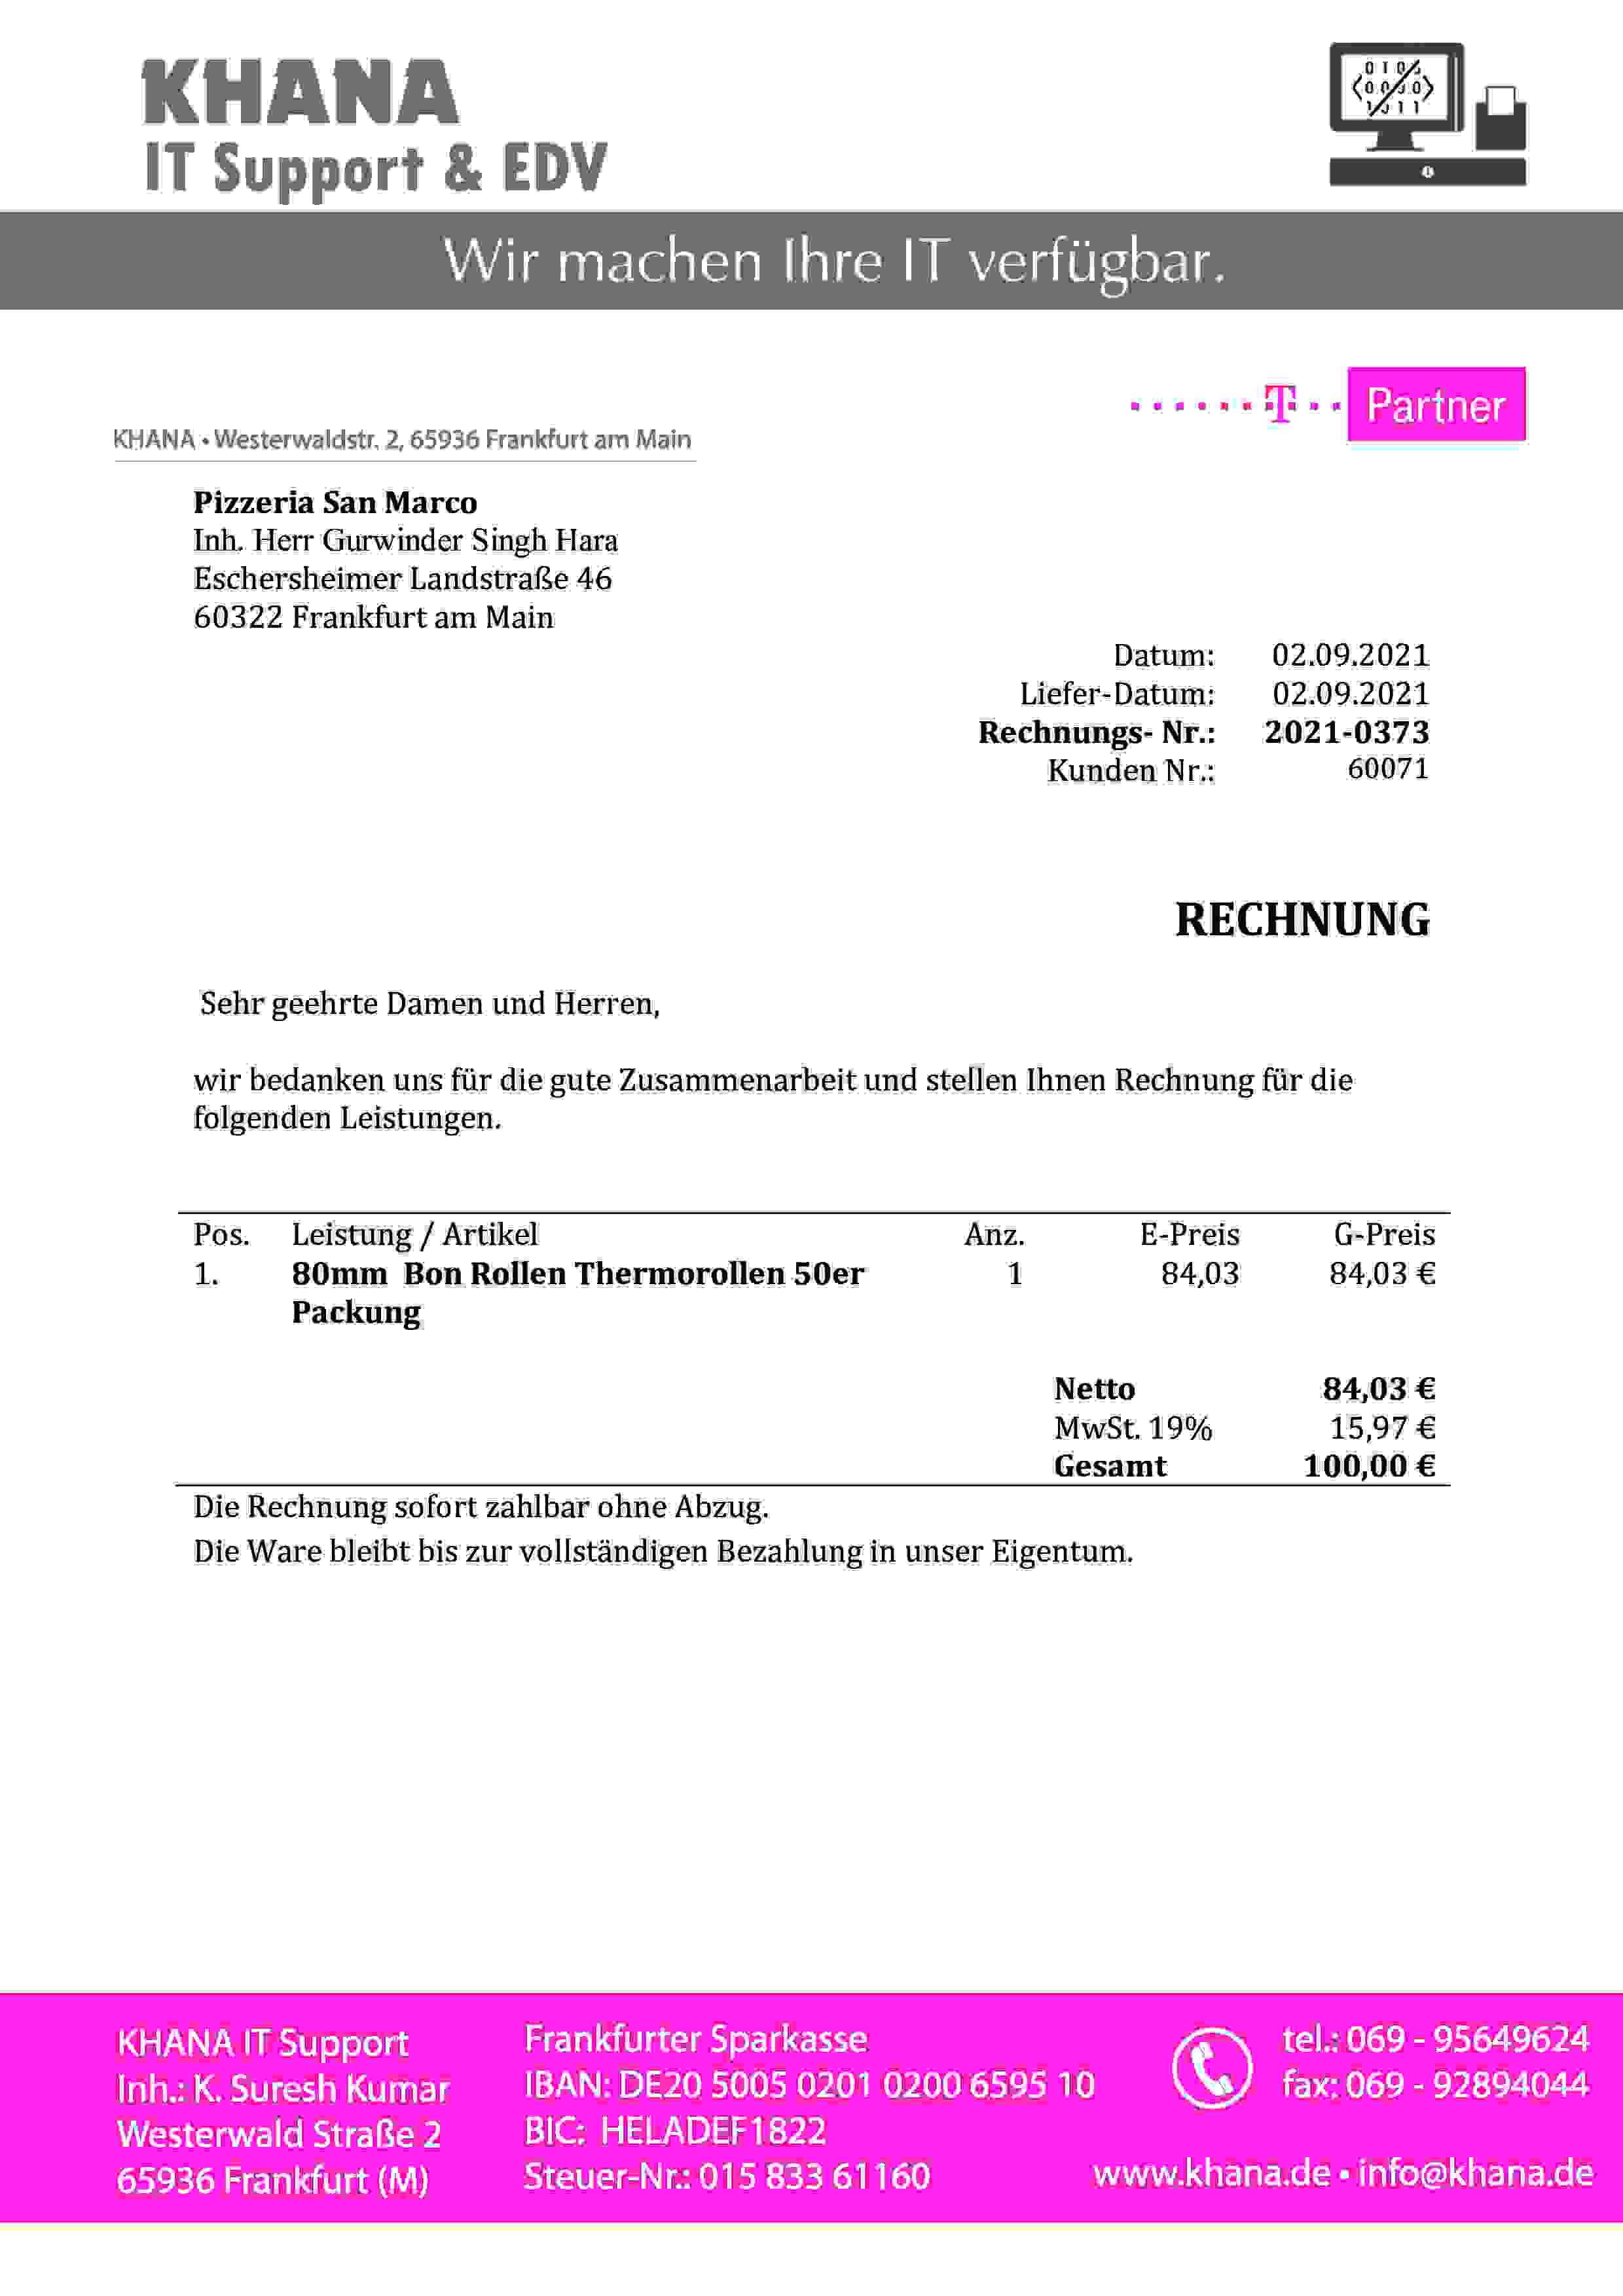 KHANA
IT Support & EDV
Wir machen Ihre IT verfügbar.
T Partner
KHANA • Westerwaldstr. 2, 65936 Frankfurt am Main
Pizzeria San Marco
Inh. Herr Gurwinder Singh Hara
Eschersheimer Landstraße 46
60322 Frankfurt am Main
Datum: 02.09.2021
Liefer-Datum: 02.09.2021
Rechnungs- Nr.: 2021-0373
Kunden Nr.: 60071
RECHNUNG
Sehr geehrte Damen und Herren,
wir bedanken uns für die gute Zusammenarbeit und stellen Ihnen Rechnung für die
folgenden Leistungen.
Pos. Leistung / Artikel Anz. E-Preis G-Preis
1. 80mm Bon Rollen Thermorollen 50er 1 84,03 84,03 €
Packung
Netto 84,03 €
MwSt. 19% 15,97 €
Gesamt 100,00 €
Die Rechnung sofort zahlbar ohne Abzug.
Die Ware bleibt bis zur vollständigen Bezahlung in unser Eigentum.
KHANA IT Support
Inh.: K. Suresh Kumar
Westerwald Straße 2
65936 Frankfurt (M)
Frankfurter Sparkasse
IBAN: DE20 5005 0201 0200 6595 10
BIC: HELADEF1822
Steuer-Nr.: 015 833 61160
tel.: 069 - 95649624
fax: 069 - 92894044
www.khana.de • info@khana.de